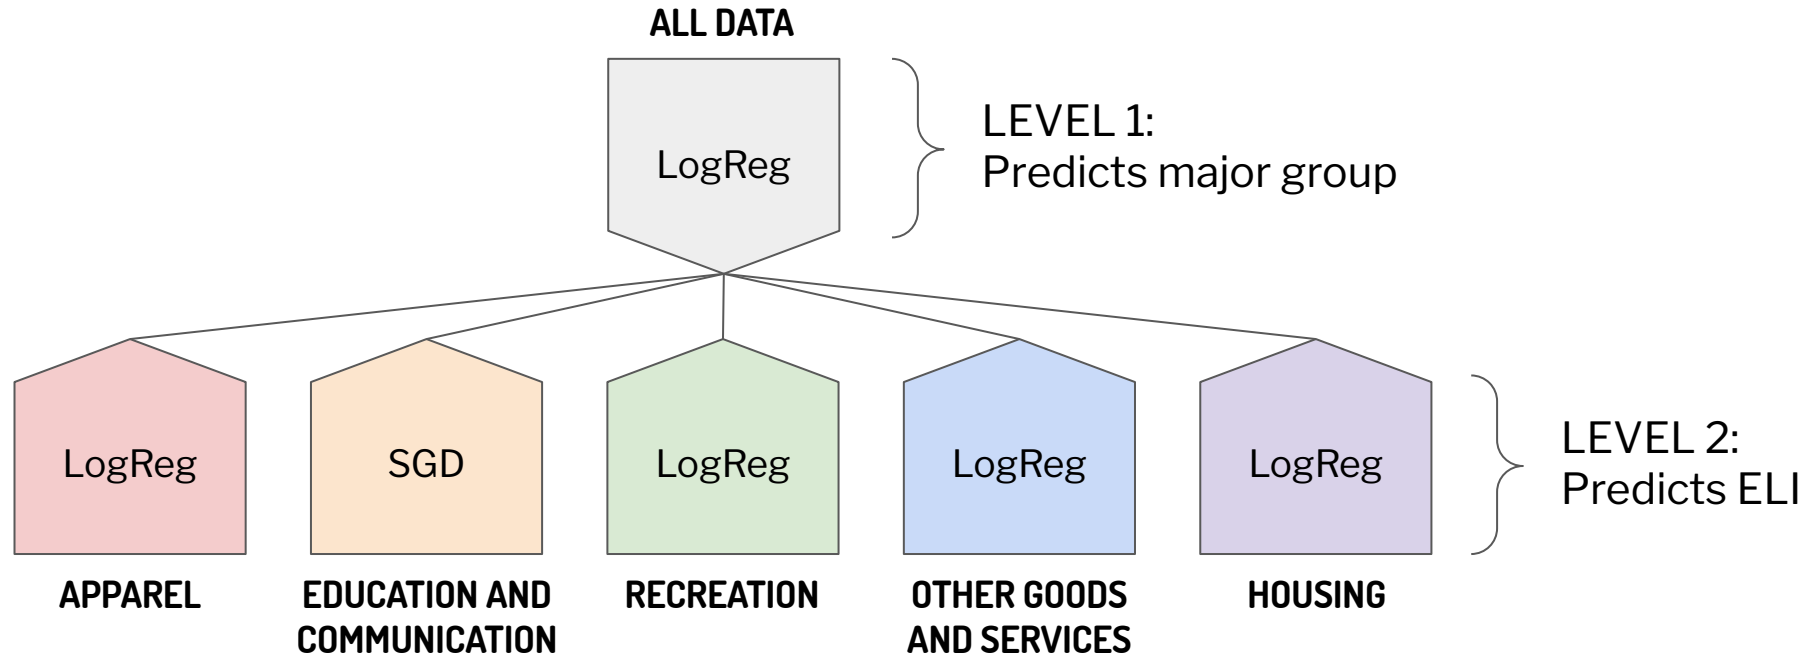 ALL DATA
LogReg
LEVEL 1:
Predicts major group
LogReg
SGD
LogReg
LogReg
LogReg
LEVEL 2:
Predicts ELI
APPAREL
EDUCATION AND
COMMUNICATION
RECREATION
OTHER GOODS
AND SERVICES
HOUSING